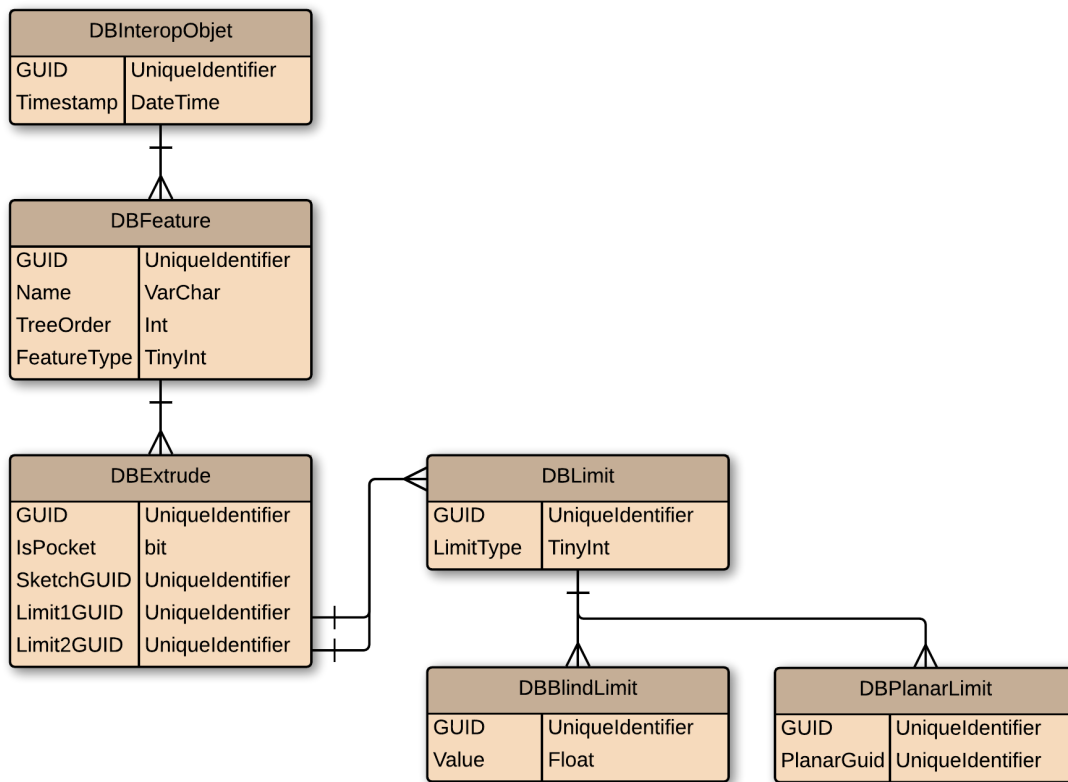 DBInteropObjet
GUID UniqueIdentifier
Timestamp DateTime
DBFeature
GUID UniqueIdentifier
Name VarChar
TreeOrder Int
FeatureType TinyInt
DBExtrude
GUID UniqueIdentifier
IsPocket bit
SketchGUID UniqueIdentifier
Limit1GUID UniqueIdentifier
Limit2GUID UniqueIdentifier
DBLimit
GUID UniqueIdentifier
LimitType TinyInt
DBBlindLimit
GUID UniqueIdentifier
Value Float
DBPlanarLimit
GUID UniqueIdentifier
PlanarGuid UniqueIdentifier